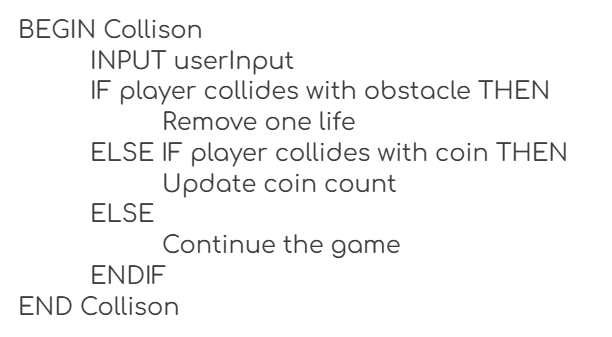 BEGIN Collison
INPUT userInput
IF player collides with obstacle THEN
Remove one life
ELSE IF player collides with coin THEN
Update coin count
ELSE
Continue the game
ENDIF
END Collison